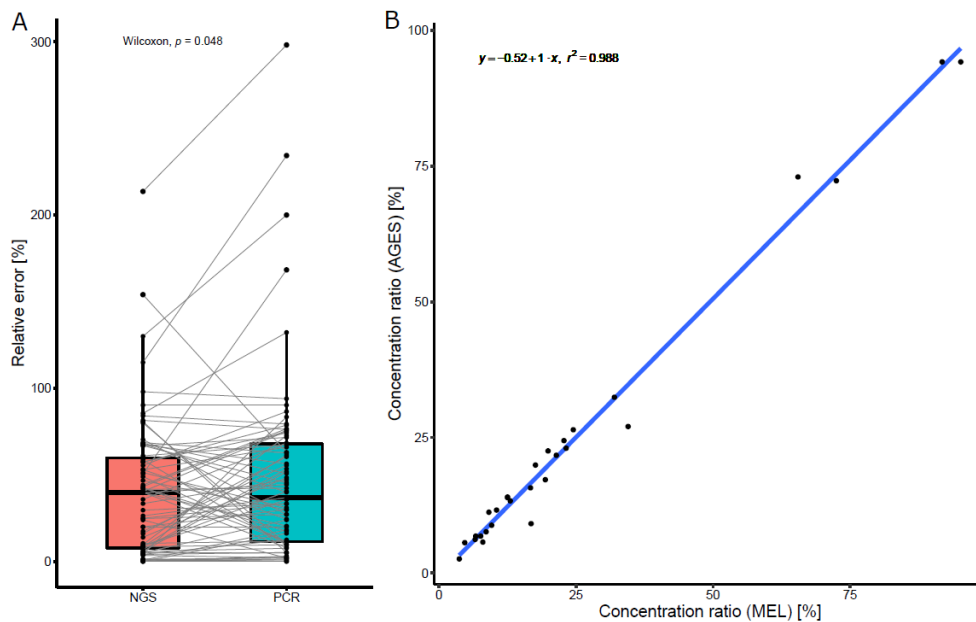 A
Wilcoxon, p = 0.048
Relative error [%]
300
200
100
0
NGS
PCR
B
y = −0.52+1 ·x, r² = 0.988
Concentration ratio (AGES) [%]
100
75
50
25
0
0
25
50
75
Concentration ratio (MEL) [%]